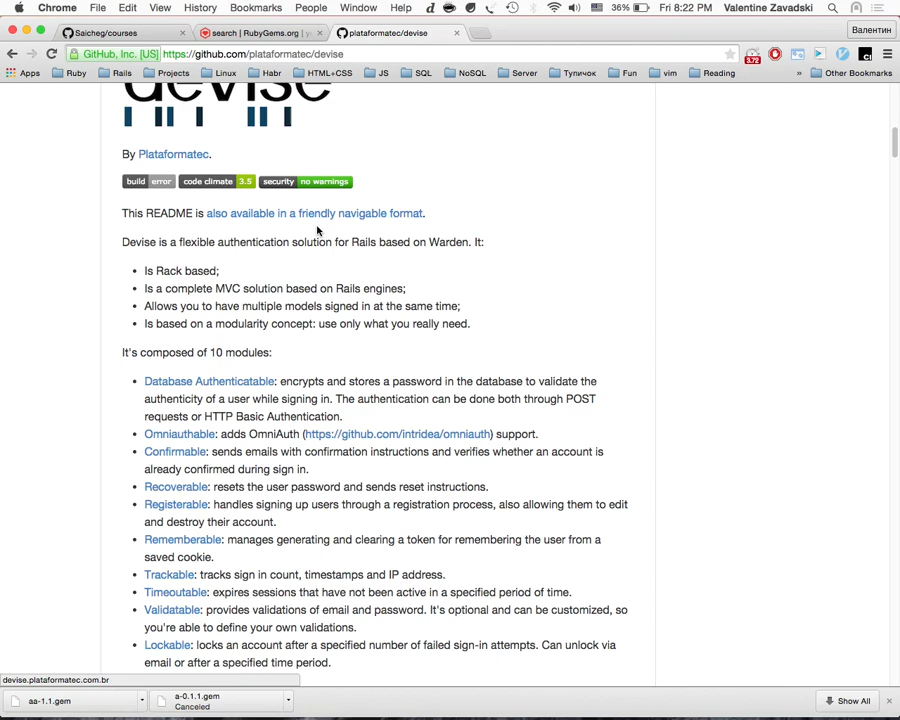 Chrome File Edit View History Bookmarks People Window Help 36% Fri 8:22 PM Valentine Zavadski
Saicheg/courses search | RubyGems.org | y plataformatec/devise Валентин
GitHub, Inc. [US] https://github.com/plataformatec/devise 3.72
Apps Ruby Rails Projects Linux Habr HTML+CSS JS SQL NoSQL Server Тупичок Fun vim Reading » Other Bookmarks
devise
By Plataformatec.
build error code climate 3.5 security no warnings
This README is also available in a friendly navigable format.
Devise is a flexible authentication solution for Rails based on Warden. It:
• Is Rack based;
• Is a complete MVC solution based on Rails engines;
• Allows you to have multiple models signed in at the same time;
• Is based on a modularity concept: use only what you really need.
It's composed of 10 modules:
• Database Authenticatable: encrypts and stores a password in the database to validate the
authenticity of a user while signing in. The authentication can be done both through POST
requests or HTTP Basic Authentication.
• Omniauthable: adds OmniAuth (https://github.com/intridea/omniauth) support.
• Confirmable: sends emails with confirmation instructions and verifies whether an account is
already confirmed during sign in.
• Recoverable: resets the user password and sends reset instructions.
• Registerable: handles signing up users through a registration process, also allowing them to edit
and destroy their account.
• Rememberable: manages generating and clearing a token for remembering the user from a
saved cookie.
• Trackable: tracks sign in count, timestamps and IP address.
• Timeoutable: expires sessions that have not been active in a specified period of time.
• Validatable: provides validations of email and password. It's optional and can be customized, so
you're able to define your own validations.
• Lockable: locks an account after a specified number of failed sign-in attempts. Can unlock via
email or after a specified time period.
devise.plataformatec.com.br
aa-1.1.gem a-0.1.1.gem Show All
Canceled